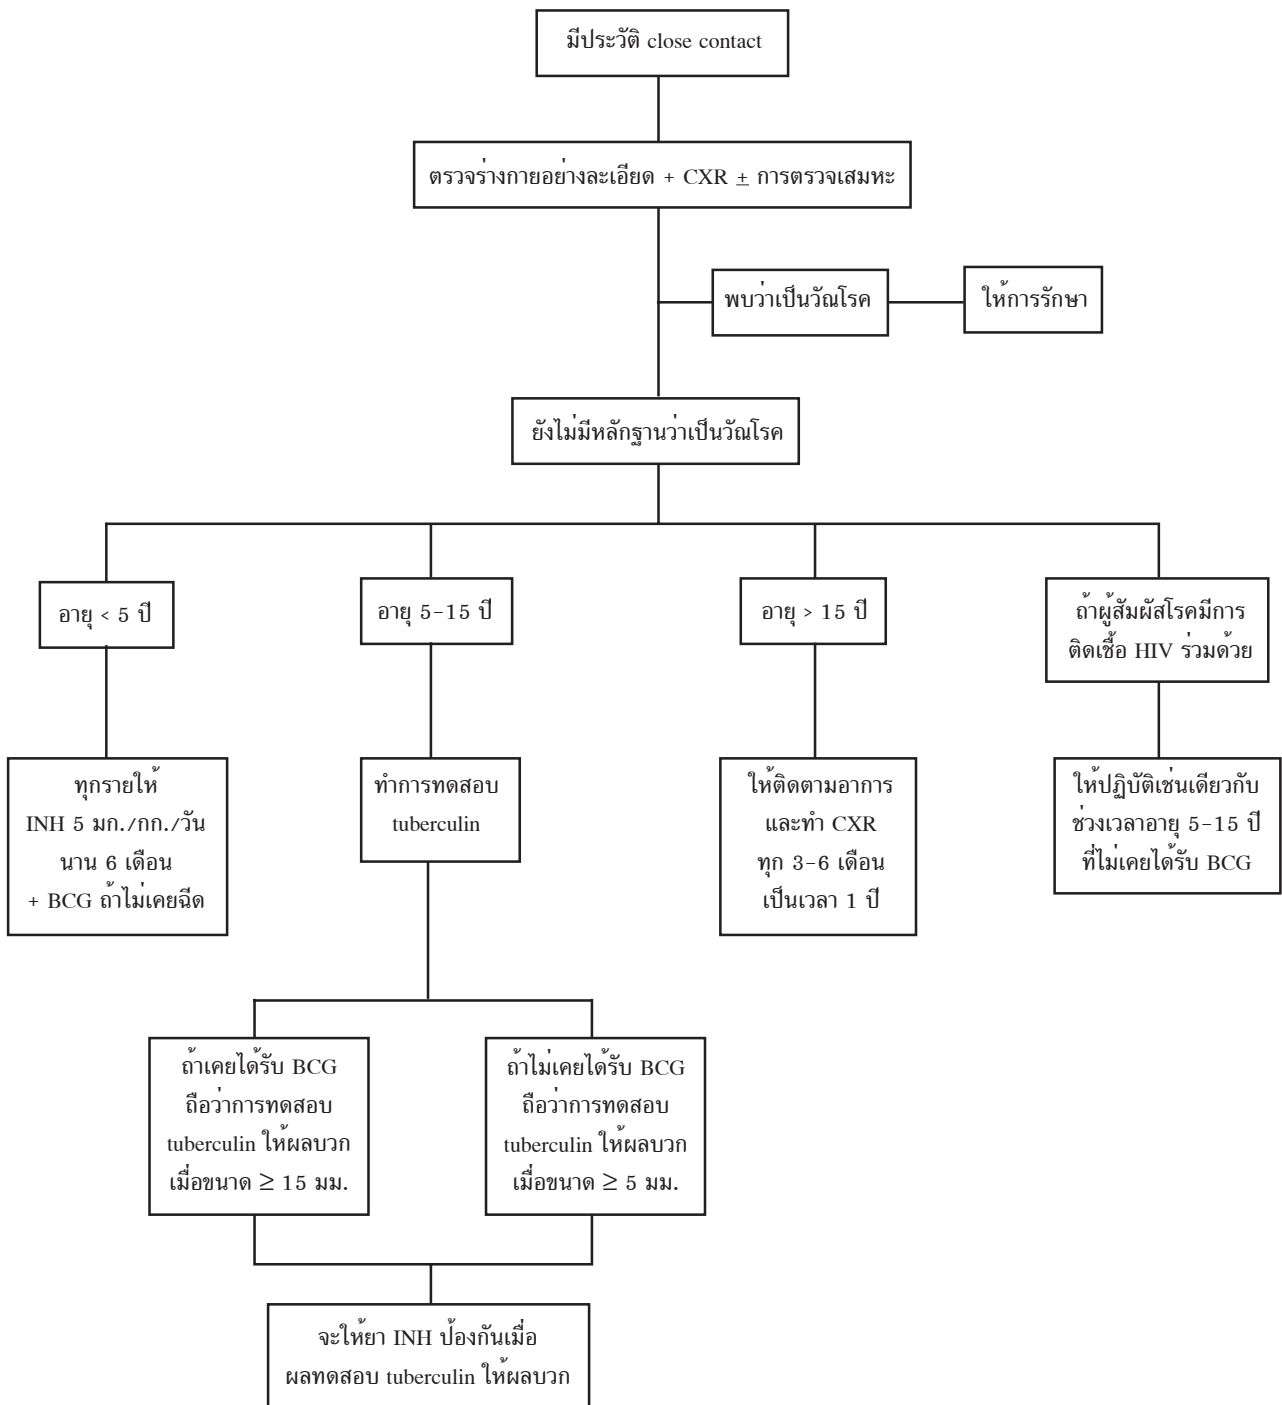 มีประวัติ close contact
ตรวจร่างกายอย่างละเอียด + CXR ± การตรวจเสมหะ
พบว่าเป็นวัณโรค
ให้การรักษา
ยังไม่มีหลักฐานว่าเป็นวัณโรค
อายุ < 5 ปี
อายุ 5-15 ปี
อายุ > 15 ปี
ถ้าผู้สัมผัสโรคมีการ
ติดเชื้อ HIV ร่วมด้วย
ทุกรายให้
INH 5 มก./กก./วัน
นาน 6 เดือน
+ BCG ถ้าไม่เคยฉีด
ทำการทดสอบ
tuberculin
ให้ติดตามอาการ
และทำ CXR
ทุก 3-6 เดือน
เป็นเวลา 1 ปี
ให้ปฏิบัติเช่นเดียวกับ
ช่วงเวลาอายุ 5-15 ปี
ที่ไม่เคยได้รับ BCG
ถ้าเคยได้รับ BCG
ถือว่าการทดสอบ
tuberculin ให้ผลบวก
เมื่อขนาด ≥ 15 มม.
ถ้าไม่เคยได้รับ BCG
ถือว่าการทดสอบ
tuberculin ให้ผลบวก
เมื่อขนาด ≥ 5 มม.
จะให้ยา INH ป้องกันเมื่อ
ผลทดสอบ tuberculin ให้ผลบวก